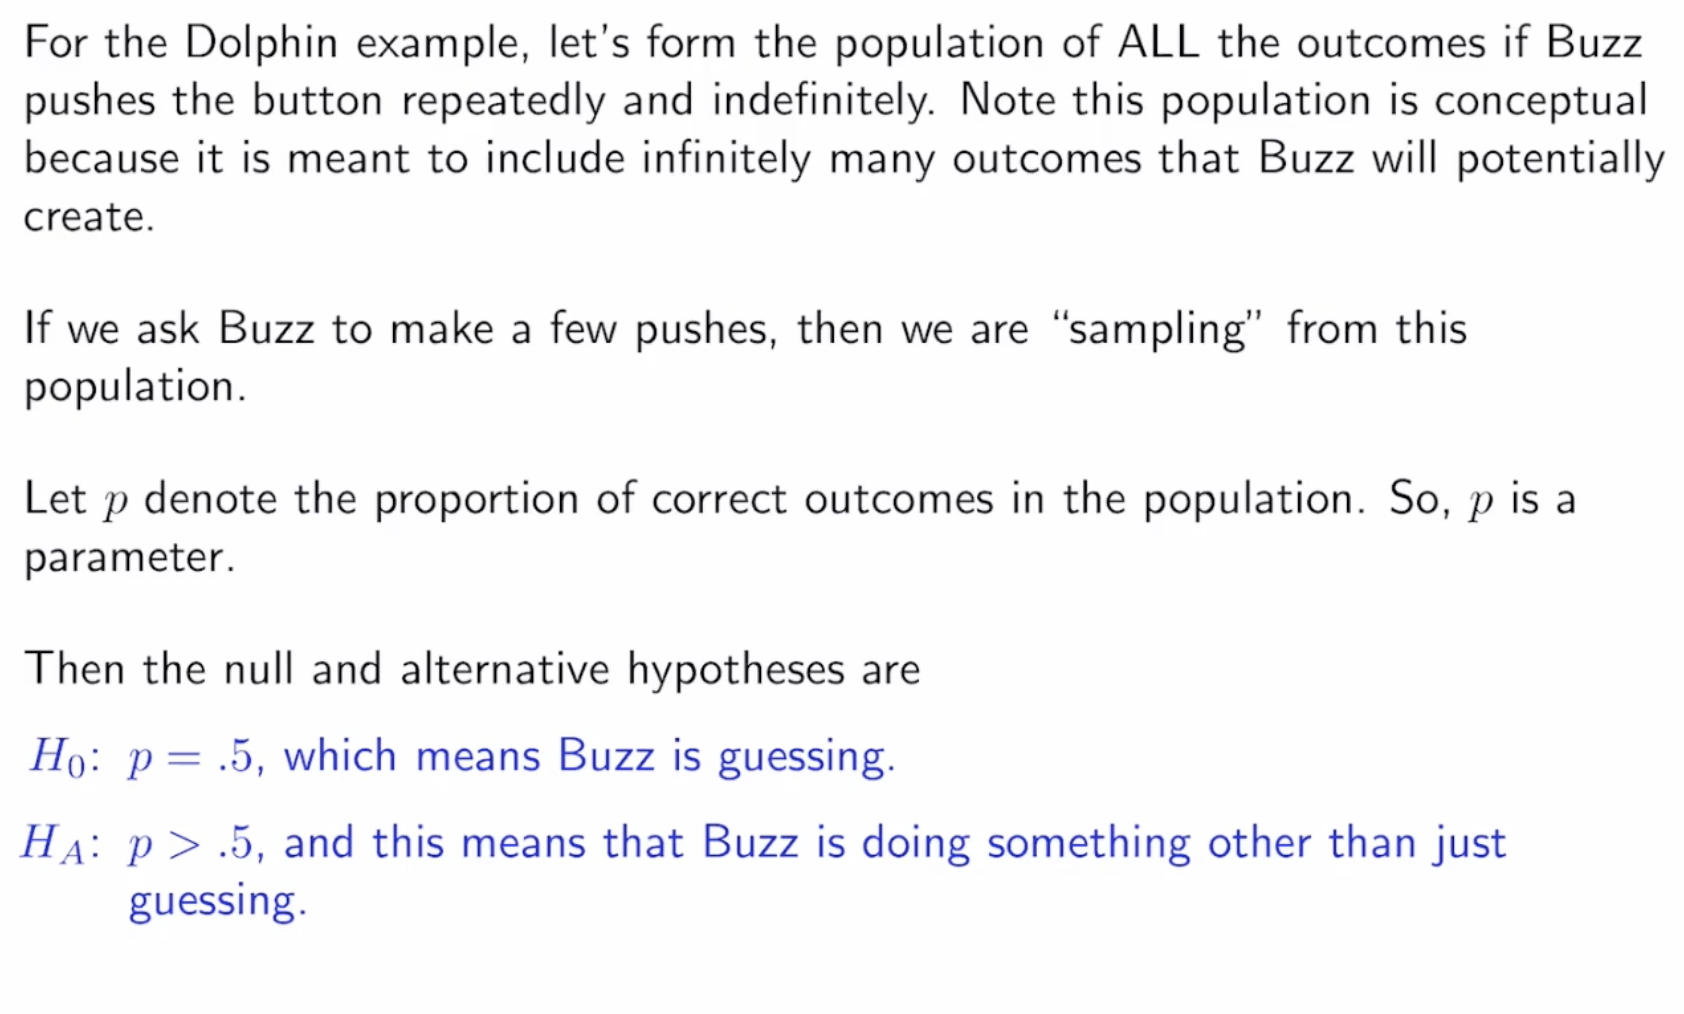 For the Dolphin example, let's form the population of ALL the outcomes if Buzz
pushes the button repeatedly and indefinitely. Note this population is conceptual
because it is meant to include infinitely many outcomes that Buzz will potentially
create.
If we ask Buzz to make a few pushes, then we are “sampling” from this
population.
Let p denote the proportion of correct outcomes in the population. So, p is a
parameter.
Then the null and alternative hypotheses are
H₀: p = .5, which means Buzz is guessing.
H_A: p > .5, and this means that Buzz is doing something other than just
guessing.